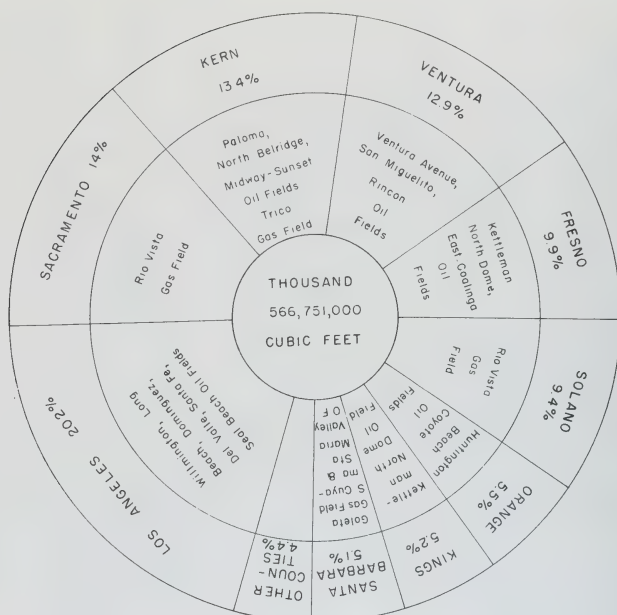 KERN
13.4%
VENTURA
12.9%
FRESNO
9.9%
SOLANO
9.4%
ORANGE
5.5%
KINGS
5.2%
SANTA
BARBARA
5.1%
OTHER
COUN-
TIES
4.4%
LOS ANGELES 20.2%
SACRAMENTO 14%
Paloma,
North Belridge,
Midway-Sunset
Oil Fields
Trico
Gas Field
Ventura Avenue,
San Miguelito,
Rincon
Oil
Fields
Kettleman
North Dome,
East-Coalinga
Oil
Fields
Rio Vista
Gas
Field
Huntington
Beach
Coyote
Oil
Fields
Kettle-
man
North
Dome
Oil
Field
Goleta
Gas Field
S Cuya-
ma &
Sta
Maria
Valley
O F
Wilmington, Long
Beach, Dominguez,
Del Valle, Santa Fe,
Seal Beach Oil Fields
Rio Vista
Gas Field
THOUSAND
566,751,000
CUBIC FEET